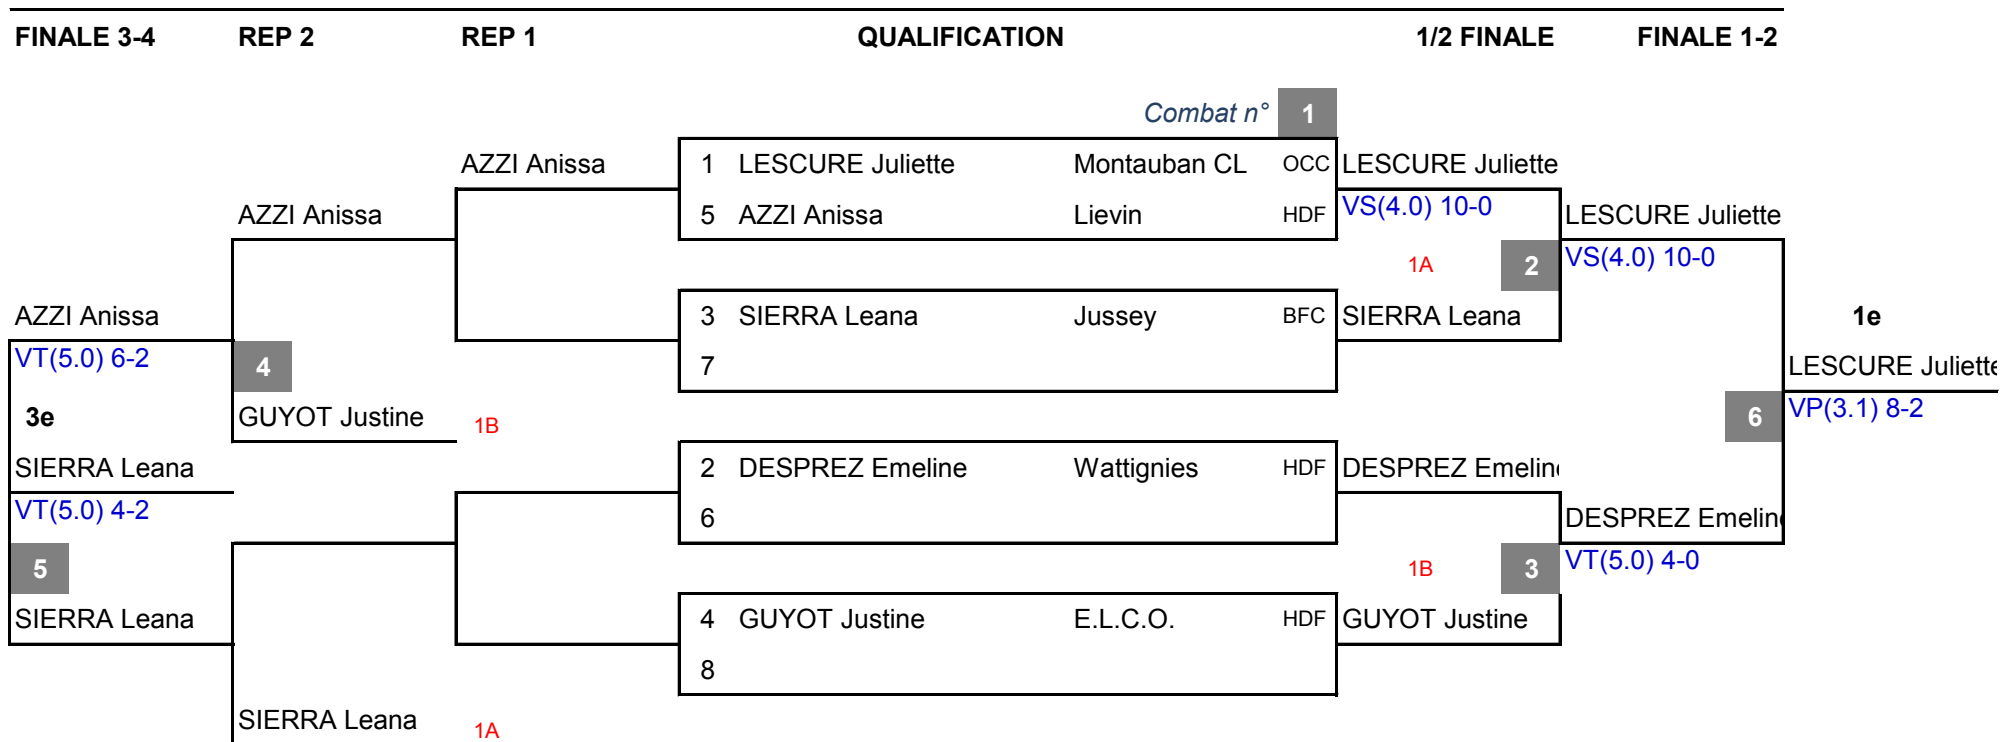 FINALE 3-4 REP 2 REP 1 QUALIFICATION 1/2 FINALE FINALE 1-2
Combat n° 1
AZZI Anissa 1 LESCURE Juliette Montauban CL OCC LESCURE Juliette
AZZI Anissa 5 AZZI Anissa Lievin HDF VS(4.0) 10-0 LESCURE Juliette
1A 2 VS(4.0) 10-0
AZZI Anissa 3 SIERRA Leana Jussey BFC SIERRA Leana 1e
VT(5.0) 6-2 4 7 LESCURE Juliette
3e GUYOT Justine 1B 6 VP(3.1) 8-2
SIERRA Leana 2 DESPREZ Emeline Wattignies HDF DESPREZ Emeline
VT(5.0) 4-2 6 DESPREZ Emeline
5 1B 3 VT(5.0) 4-0
SIERRA Leana 4 GUYOT Justine E.L.C.O. HDF GUYOT Justine
8
SIERRA Leana 1A